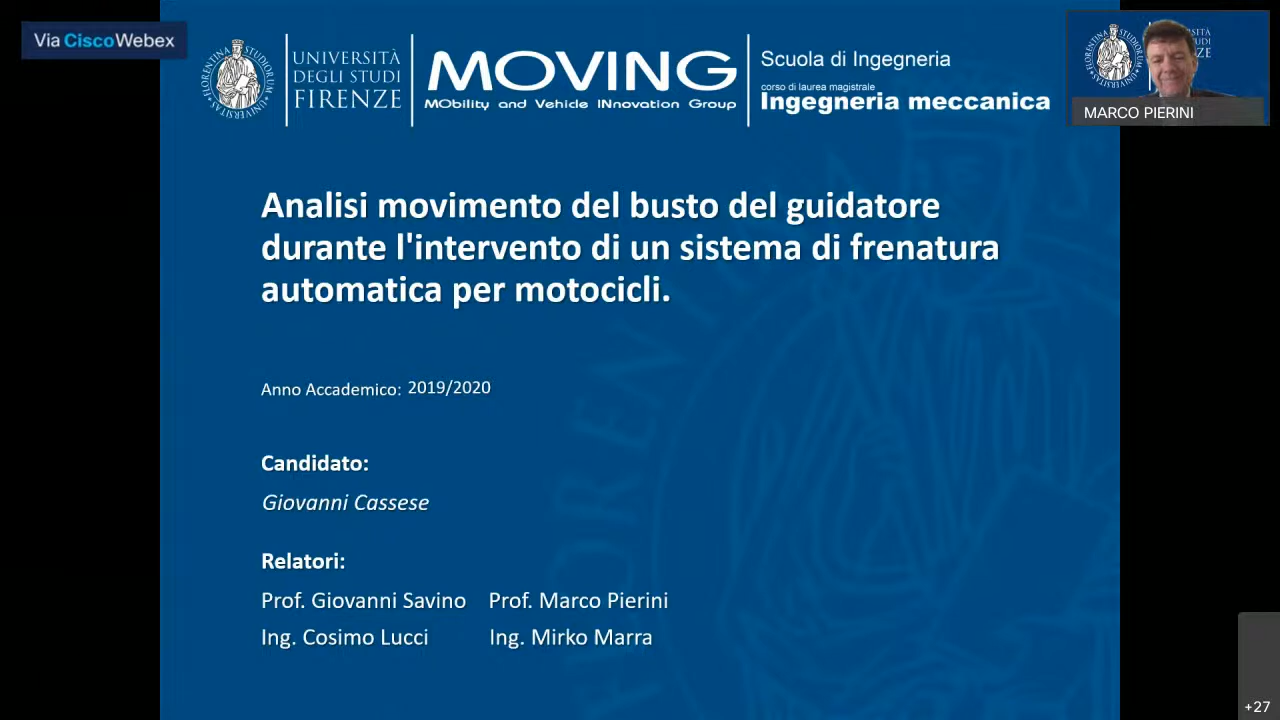 Via CiscoWebex
UNIVERSITÀ
DEGLI STUDI
FIRENZE
MOVING
MObility and Vehicle INnovation Group
Scuola di Ingegneria
corso di laurea magistrale
Ingegneria meccanica
MARCO PIERINI
Analisi movimento del busto del guidatore
durante l'intervento di un sistema di frenatura
automatica per motocicli.
Anno Accademico: 2019/2020
Candidato:
Giovanni Cassese
Relatori:
Prof. Giovanni Savino Prof. Marco Pierini
Ing. Cosimo Lucci Ing. Mirko Marra
+27